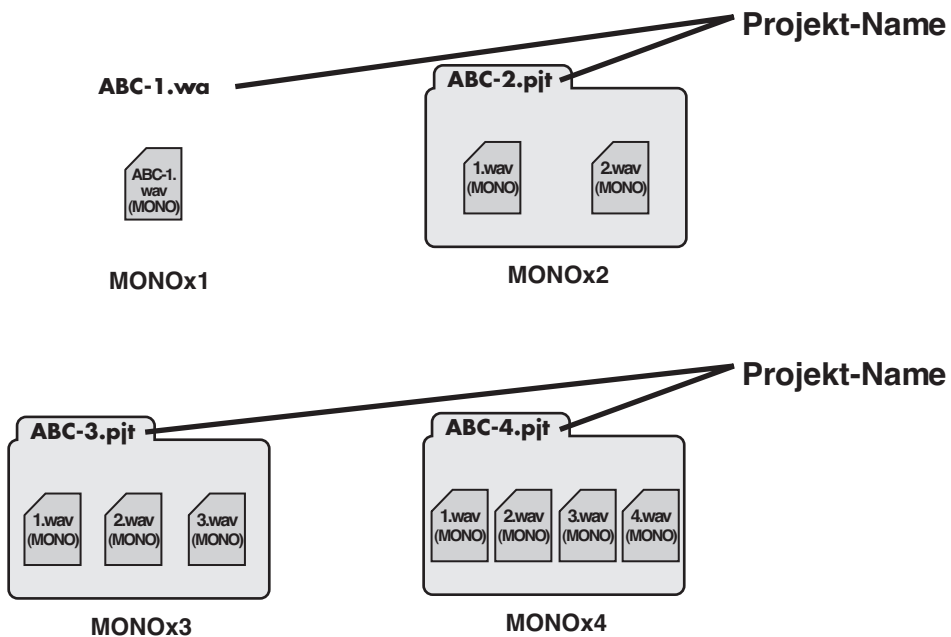 Projekt-Name
ABC-1.wa
ABC-2.pjt
ABC-1.
wav
(MONO)
1.wav
(MONO)
2.wav
(MONO)
MONOx1
MONOx2
Projekt-Name
ABC-3.pjt
ABC-4.pjt
1.wav
(MONO)
2.wav
(MONO)
3.wav
(MONO)
1.wav
(MONO)
2.wav
(MONO)
3.wav
(MONO)
4.wav
(MONO)
MONOx3
MONOx4